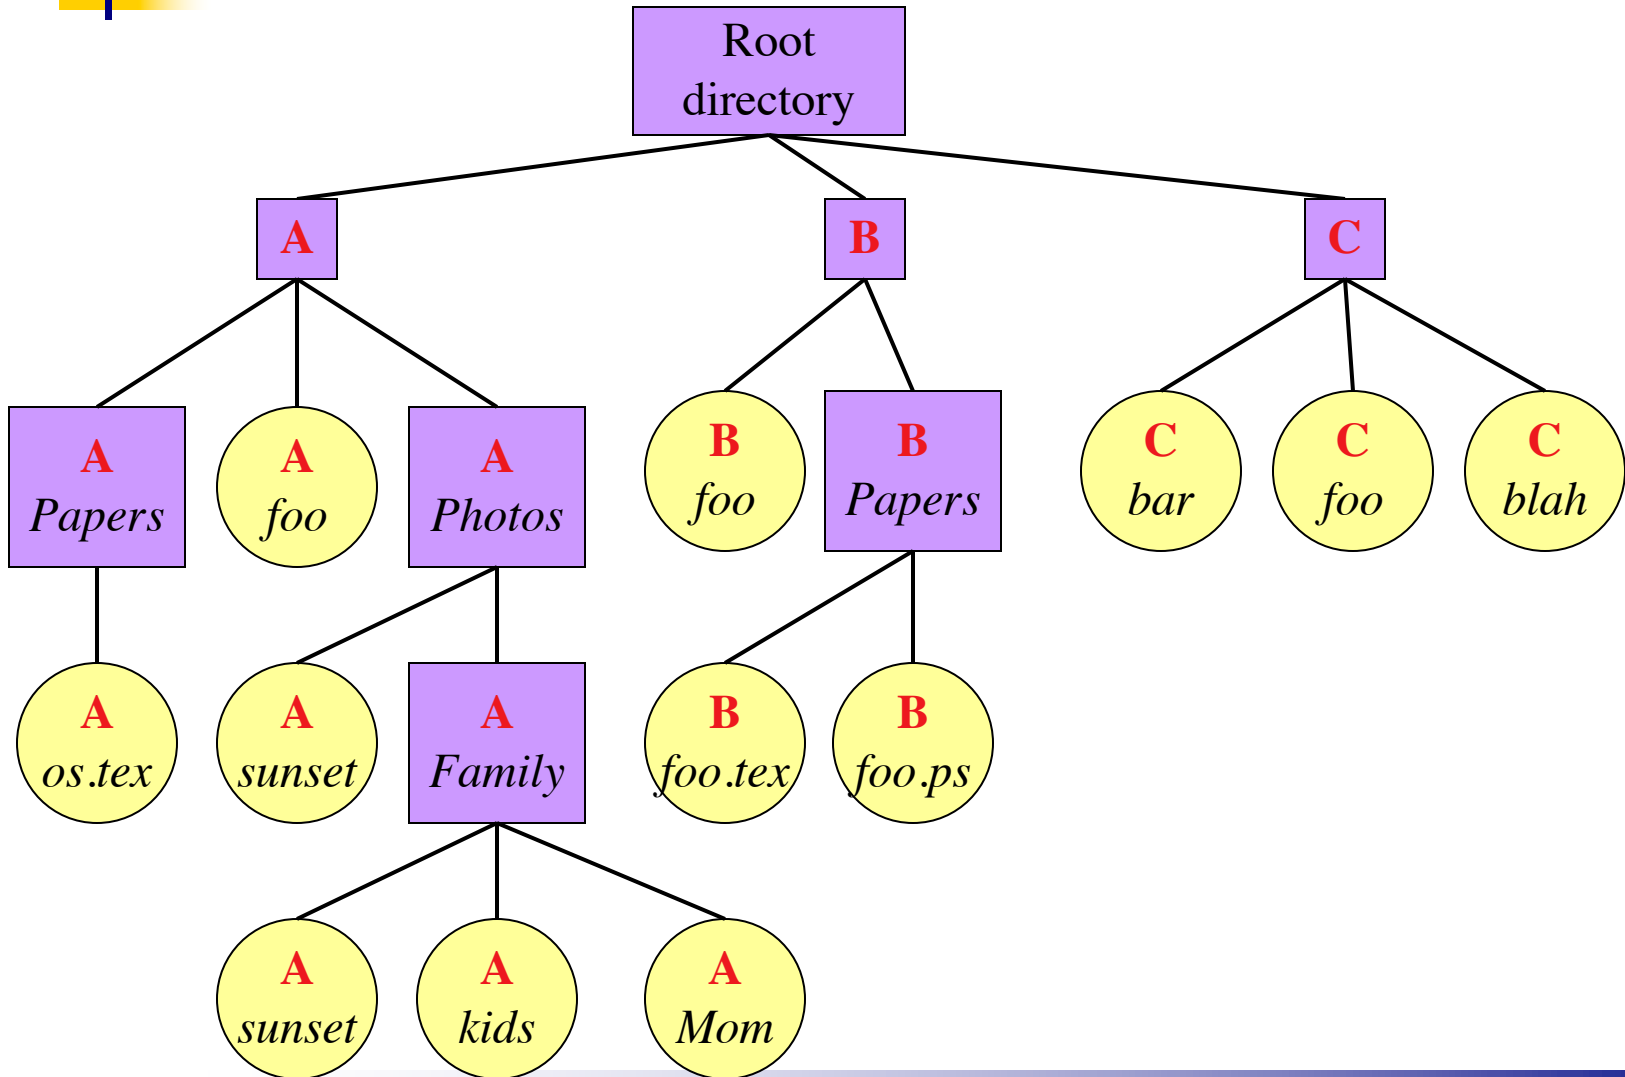 Root
directory
A
B
C
A
Papers
A
foo
A
Photos
B
foo
B
Papers
C
bar
C
foo
C
blah
A
os.tex
A
sunset
A
Family
B
foo.tex
B
foo.ps
A
sunset
A
kids
A
Mom